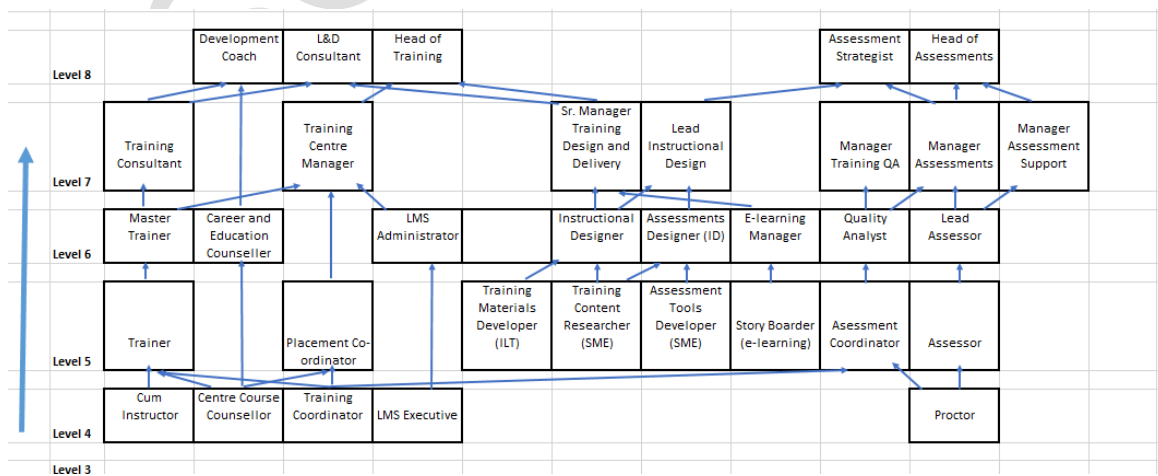 Development
Coach
L&D
Consultant
Head of
Training
Assessment
Strategist
Head of
Assessments
Level 8
Training
Consultant
Training
Centre
Manager
Sr. Manager
Training
Design and
Delivery
Lead
Instructional
Design
Manager
Training QA
Manager
Assessments
Manager
Assessment
Support
Level 7
Master
Trainer
Career and
Education
Counseller
LMS
Administrator
Instructional
Designer
Assessments
Designer (ID)
E-learning
Manager
Quality
Analyst
Lead
Assessor
Level 6
Trainer
Placement Co-
ordinator
Training
Materials
Developer
(ILT)
Training
Content
Researcher
(SME)
Assessment
Tools
Developer
(SME)
Story Boarder
(e-learning)
Asessment
Coordinator
Assessor
Level 5
Cum
Instructor
Centre Course
Counsellor
Training
Coordinator
LMS Executive
Proctor
Level 4
Level 3